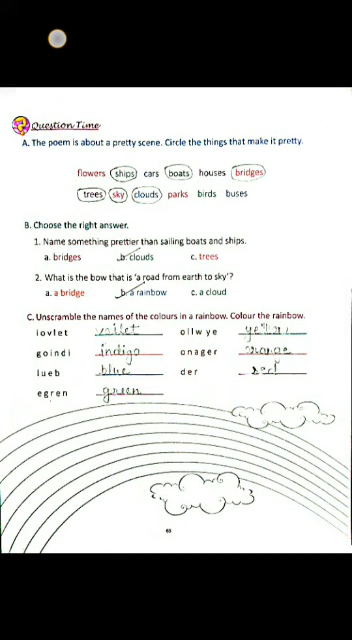 Question Time
A. The poem is about a pretty scene. Circle the things that make it pretty.
flowers ships cars boats houses bridges
trees sky clouds parks birds buses
B. Choose the right answer.
1. Name something prettier than sailing boats and ships.
a. bridges b. clouds c. trees
2. What is the bow that is 'a road from earth to sky'?
a. a bridge b. a rainbow c. a cloud
C. Unscramble the names of the colours in a rainbow. Colour the rainbow.
iovlet voilet ollwye
goindi indigo onager orange
lueb blue der red
egren green